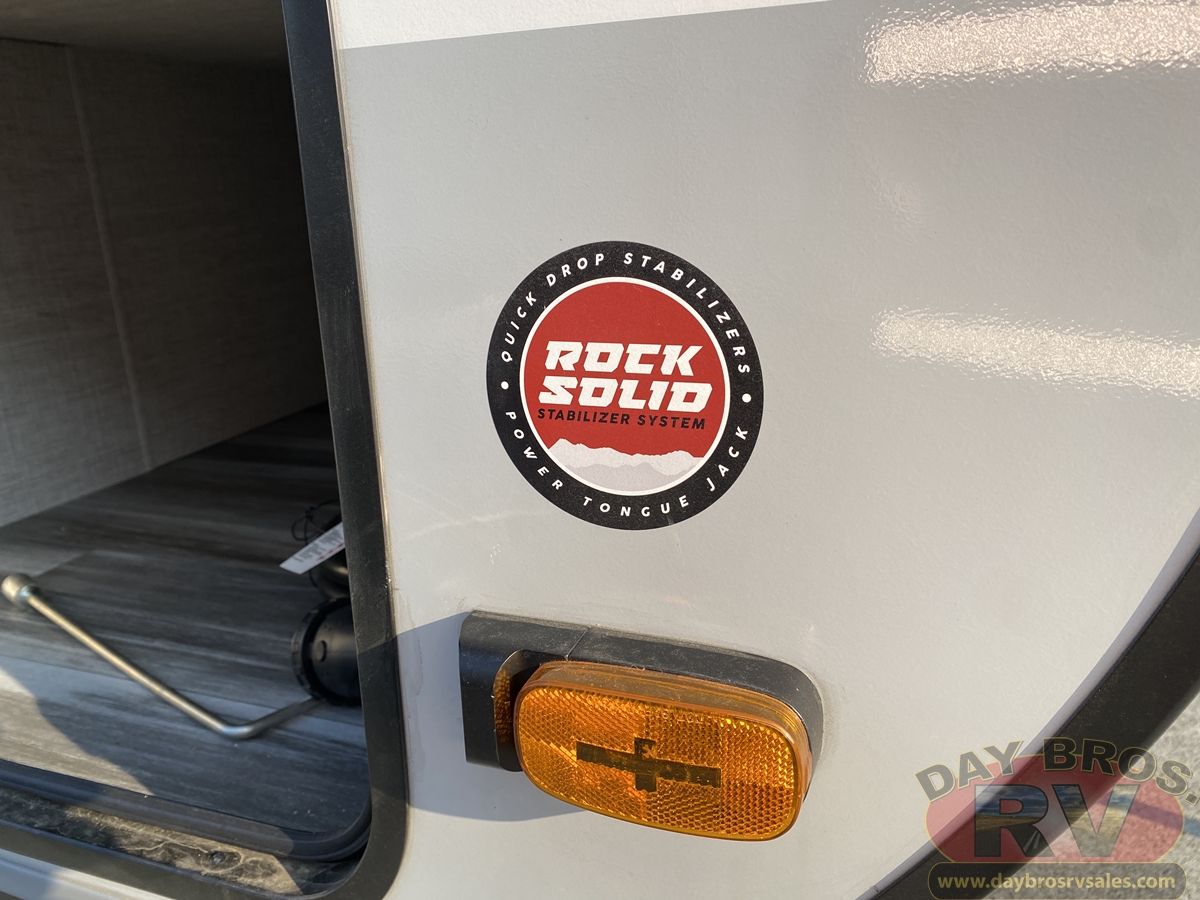 QUICK DROP STABILIZERS
ROCK
SOLID
STABILIZER SYSTEM
POWER TONGUE JACK
DAY BROS.
RV
www.daybrosrvsales.com